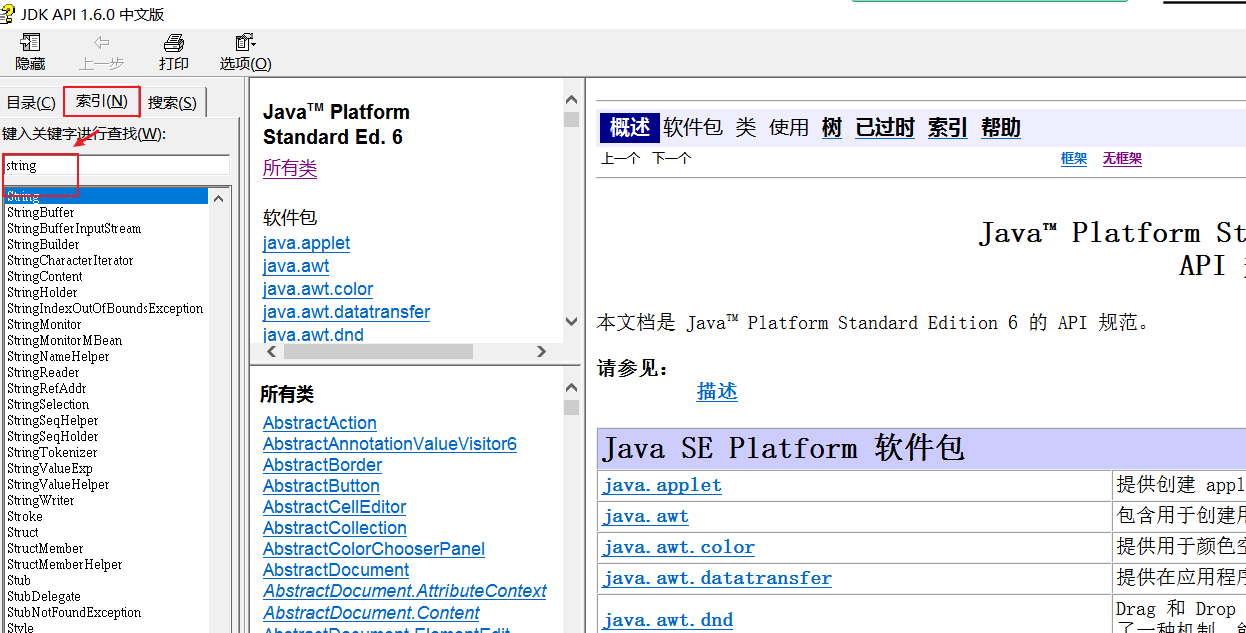 JDK API 1.6.0 中文版
隐藏 上一步 打印 选项(O)
目录(C) 索引(N) 搜索(S)
键入关键字进行查找(W):
string
String
StringBuffer
StringBufferInputStream
StringBuilder
StringCharacterIterator
StringContent
StringHolder
StringIndexOutOfBoundsException
StringMonitor
StringMonitorMBean
StringNameHelper
StringReader
StringRefAddr
StringSelection
StringSeqHelper
StringSeqHolder
StringTokenizer
StringValueExp
StringValueHelper
StringWriter
Stroke
Struct
StructMember
StructMemberHelper
Stub
StubDelegate
StubNotFoundException
Style
Java™ Platform
Standard Ed. 6
所有类
软件包
java.applet
java.awt
java.awt.color
java.awt.datatransfer
java.awt.dnd
所有类
AbstractAction
AbstractAnnotationValueVisitor6
AbstractBorder
AbstractButton
AbstractCellEditor
AbstractCollection
AbstractColorChooserPanel
AbstractDocument
AbstractDocument.AttributeContext
AbstractDocument.Content
AbstractDocument.ElementEdit
概述 软件包 类 使用 树 已过时 索引 帮助
上一个 下一个 框架 无框架
Java™ Platform St
API
本文档是 Java™ Platform Standard Edition 6 的 API 规范。
请参见：
描述
Java SE Platform 软件包
java.applet 提供创建 appl
java.awt 包含用于创建用
java.awt.color 提供用于颜色空
java.awt.datatransfer 提供在应用程序
java.awt.dnd Drag 和 Drop
了一种机制，